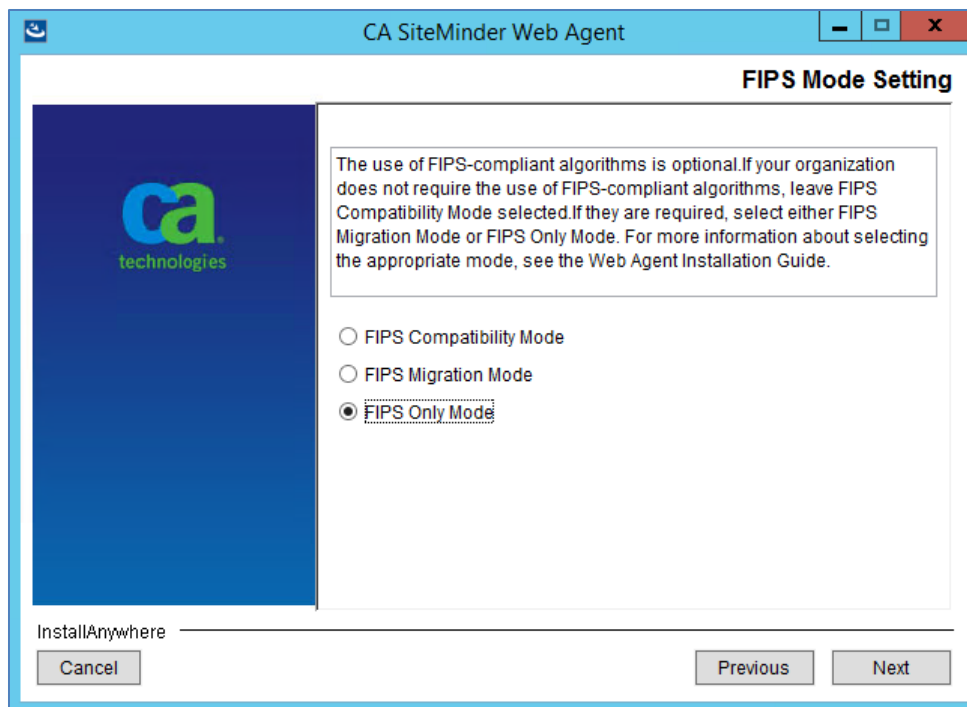 CA SiteMinder Web Agent
FIPS Mode Setting
ca
technologies
The use of FIPS-compliant algorithms is optional.If your organization
does not require the use of FIPS-compliant algorithms, leave FIPS
Compatibility Mode selected.If they are required, select either FIPS
Migration Mode or FIPS Only Mode. For more information about selecting
the appropriate mode, see the Web Agent Installation Guide.
FIPS Compatibility Mode
FIPS Migration Mode
FIPS Only Mode
InstallAnywhere
Cancel
Previous
Next